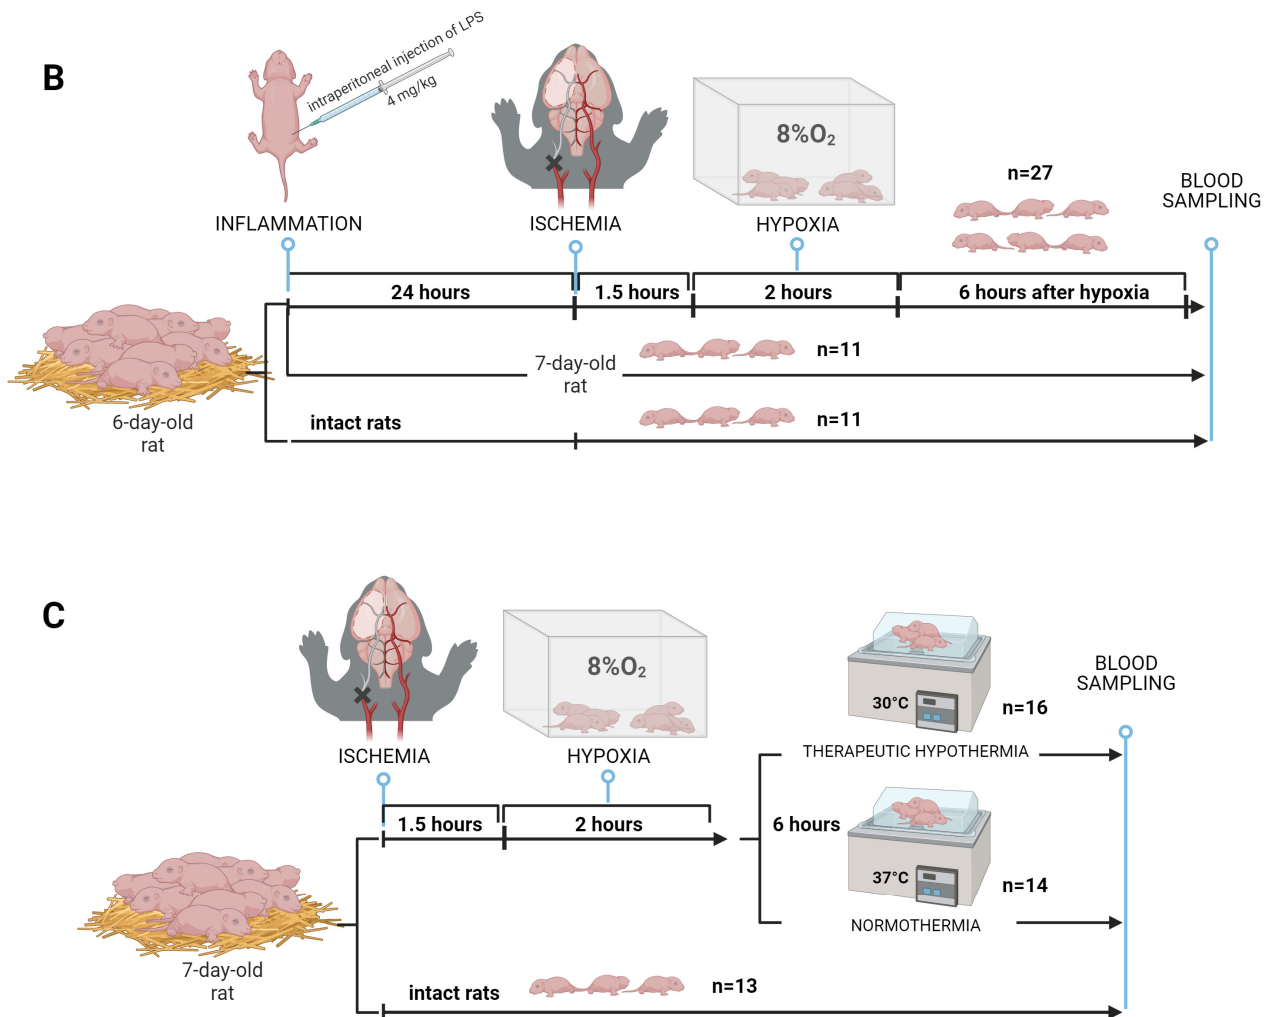 B
intraperitoneal injection of LPS
4 mg/kg
8%O₂
n=27
BLOOD
SAMPLING
INFLAMMATION
ISCHEMIA
HYPOXIA
24 hours
1.5 hours
2 hours
6 hours after hypoxia
7-day-old
rat
n=11
6-day-old
rat
intact rats
n=11
C
8%O₂
30°C
n=16
BLOOD
SAMPLING
ISCHEMIA
HYPOXIA
THERAPEUTIC HYPOTHERMIA
1.5 hours
2 hours
6 hours
37°C
n=14
NORMOTHERMIA
7-day-old
rat
intact rats
n=13